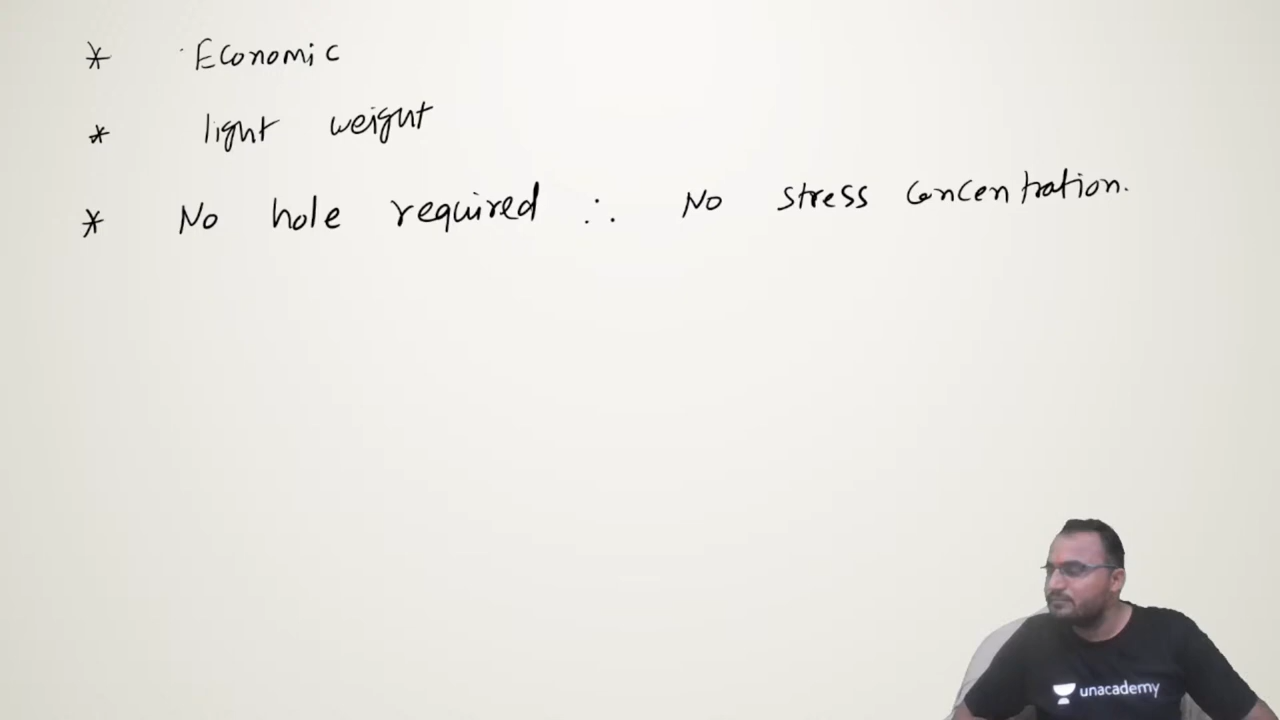 * Economic
* light weight
* No hole required ∴ No stress concentration.
unacademy